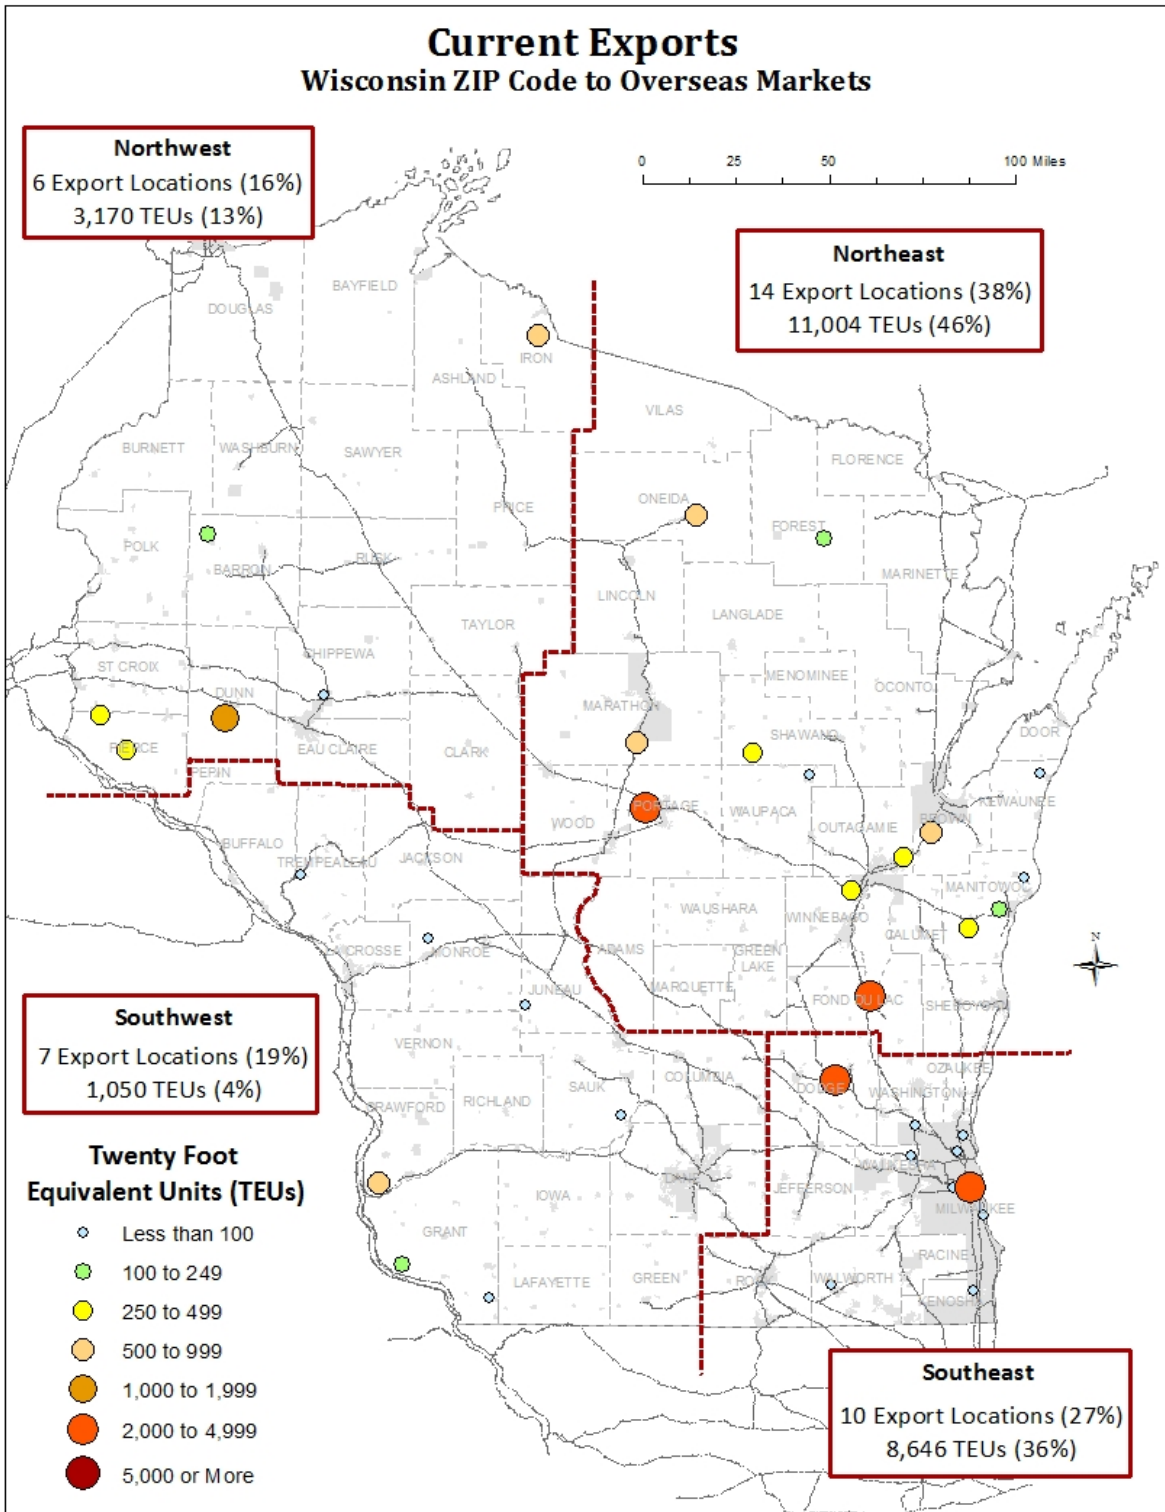 Current Exports
Wisconsin ZIP Code to Overseas Markets
Northwest
6 Export Locations (16%)
3,170 TEUs (13%)
0 25 50 100 Miles
Northeast
14 Export Locations (38%)
11,004 TEUs (46%)
BAYFIELD
DOUGLAS
IRON
ASHLAND
VILAS
BURNETT
WASHBURN
SAWYER
FLORENCE
ONEIDA
PRICE
FOREST
POLK
BARRON
RUSK
MARINETTE
LINCOLN
LANGLADE
TAYLOR
CHIPPEWA
ST CROIX
MENOMINEE
OCONTO
DUNN
MARATHON
SHAWANO
DOOR
PIERCE
EAU CLAIRE
CLARK
PEPIN
KEWAUNEE
PORTAGE
WAUPACA
WOOD
BROWN
OUTAGAMIE
BUFFALO
TREMPEALEAU
JACKSON
MANITOWOC
WAUSHARA
WINNEBAGO
CALUMET
CROSSE
MONROE
ADAMS
GREEN
LAKE
JUNEAU
MARQUETTE
FOND DU LAC
SHEBOYGAN
N
Southwest
7 Export Locations (19%)
1,050 TEUs (4%)
VERNON
SAUK
COLUMBIA
DODGE
OZAUKEE
WASHINGTON
CRAWFORD
RICHLAND
WAUKESHA
IOWA
JEFFERSON
MILWAUKEE
GRANT
RACINE
LAFAYETTE
GREEN
ROCK
WALWORTH
KENOSHA
Twenty Foot
Equivalent Units (TEUs)
Less than 100
100 to 249
250 to 499
500 to 999
1,000 to 1,999
2,000 to 4,999
5,000 or More
Southeast
10 Export Locations (27%)
8,646 TEUs (36%)